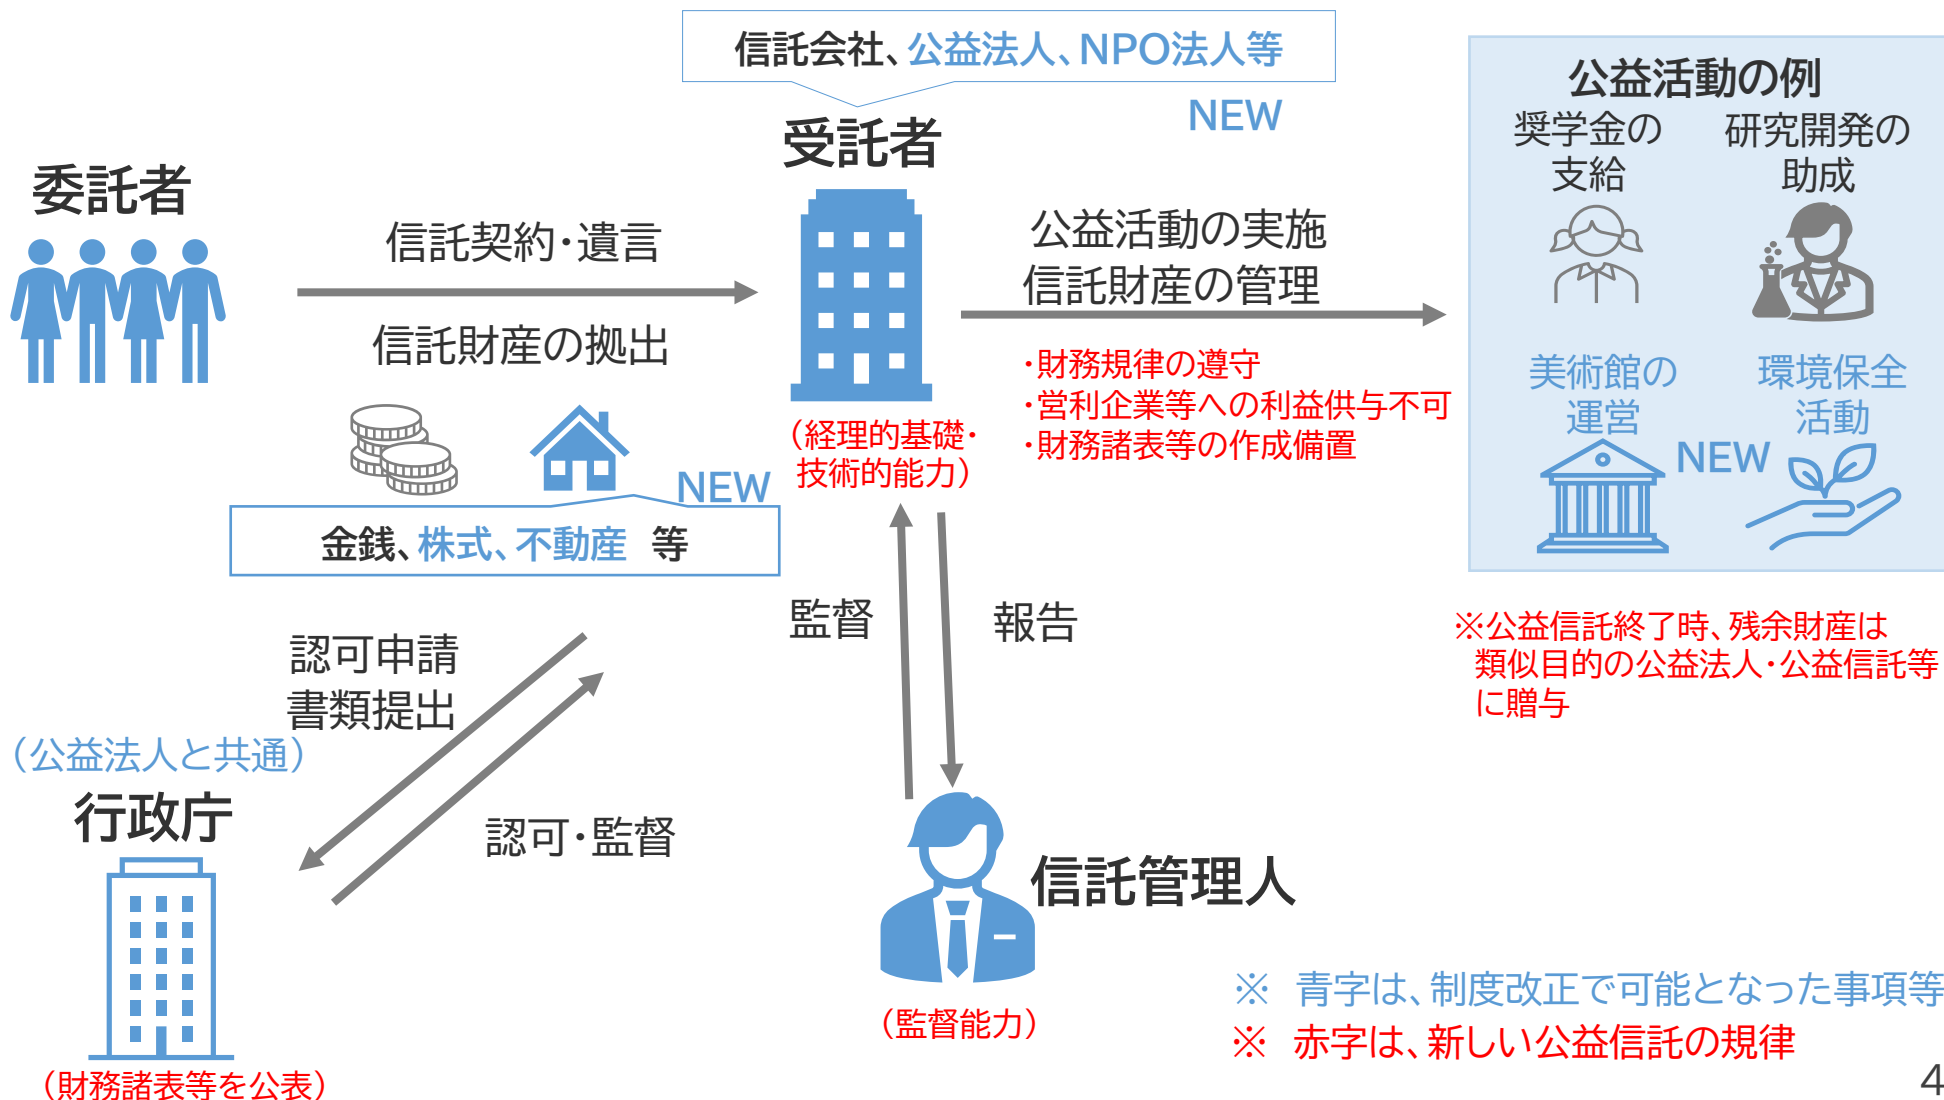 信託会社、公益法人、NPO法人等
NEW
受託者
委託者
信託契約・遺言
信託財産の拠出
金銭、株式、不動産　等
NEW
（経理的基礎・
技術的能力）
公益活動の実施
信託財産の管理
・財務規律の遵守
・営利企業等への利益供与不可
・財務諸表等の作成備置
公益活動の例
奨学金の
支給
研究開発の
助成
美術館の
運営
環境保全
活動
NEW
※公益信託終了時、残余財産は
類似目的の公益法人・公益信託等
に贈与
監督
報告
認可申請
書類提出
認可・監督
（公益法人と共通）
行政庁
（財務諸表等を公表）
信託管理人
（監督能力）
※　青字は、制度改正で可能となった事項等
※　赤字は、新しい公益信託の規律
4